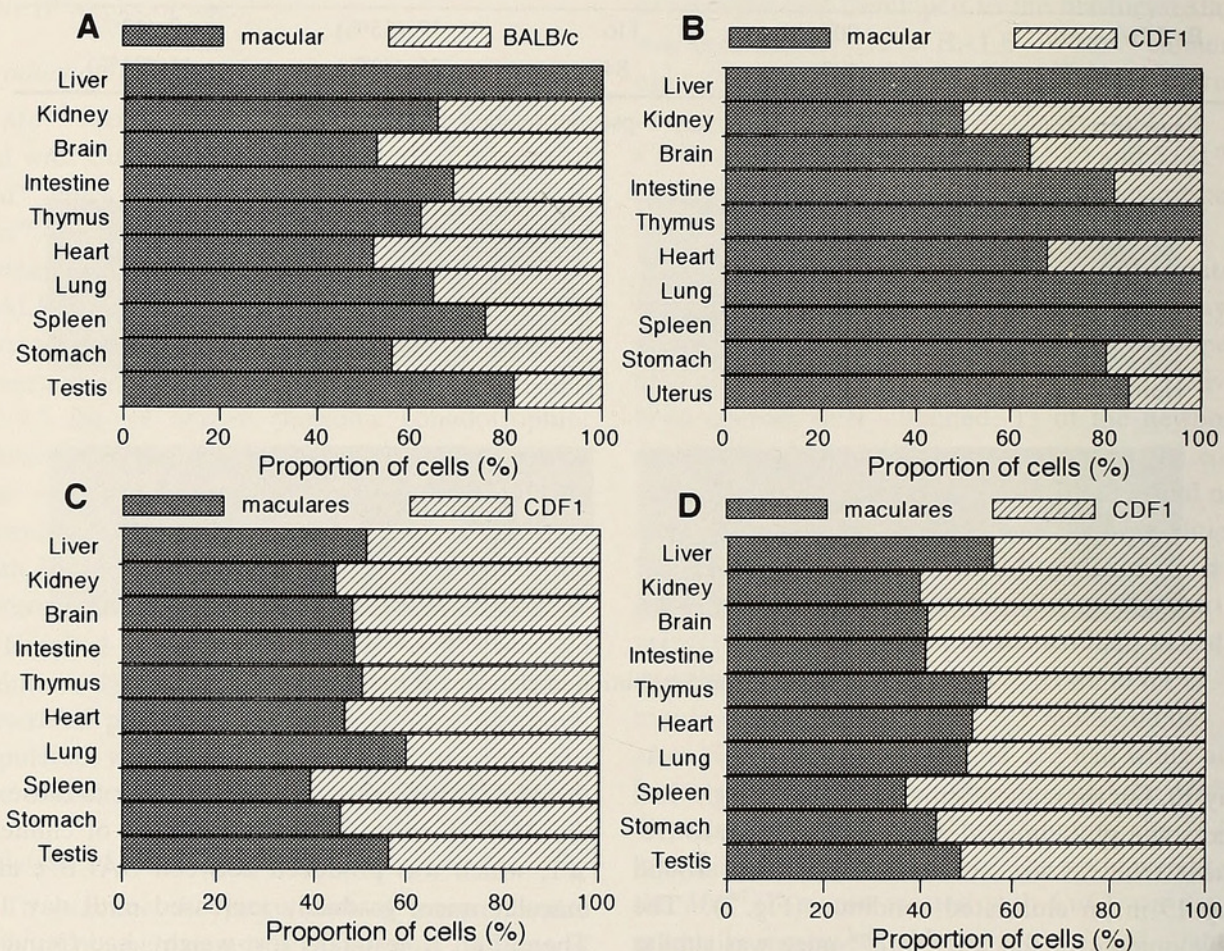 A macular BALB/c
Liver
Kidney
Brain
Intestine
Thymus
Heart
Lung
Spleen
Stomach
Testis
0 20 40 60 80 100
Proportion of cells (%)
B macular CDF1
Liver
Kidney
Brain
Intestine
Thymus
Heart
Lung
Spleen
Stomach
Uterus
0 20 40 60 80 100
Proportion of cells (%)
C maculares CDF1
Liver
Kidney
Brain
Intestine
Thymus
Heart
Lung
Spleen
Stomach
Testis
0 20 40 60 80 100
Proportion of cells (%)
D maculares CDF1
Liver
Kidney
Brain
Intestine
Thymus
Heart
Lung
Spleen
Stomach
Testis
0 20 40 60 80 100
Proportion of cells (%)